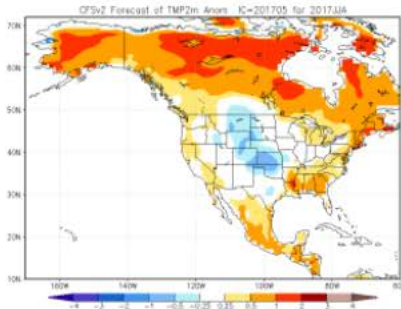 CFSv2 Forecast of TMP2m Anom IC=201705 for 2017JJA
70N
60N
50N
40N
30N
20N
10N
160W 140W 120W 100W 80W 60
-4 -3 -2 -1 -0.5 -0.25 0.25 0.5 1 2 3 4